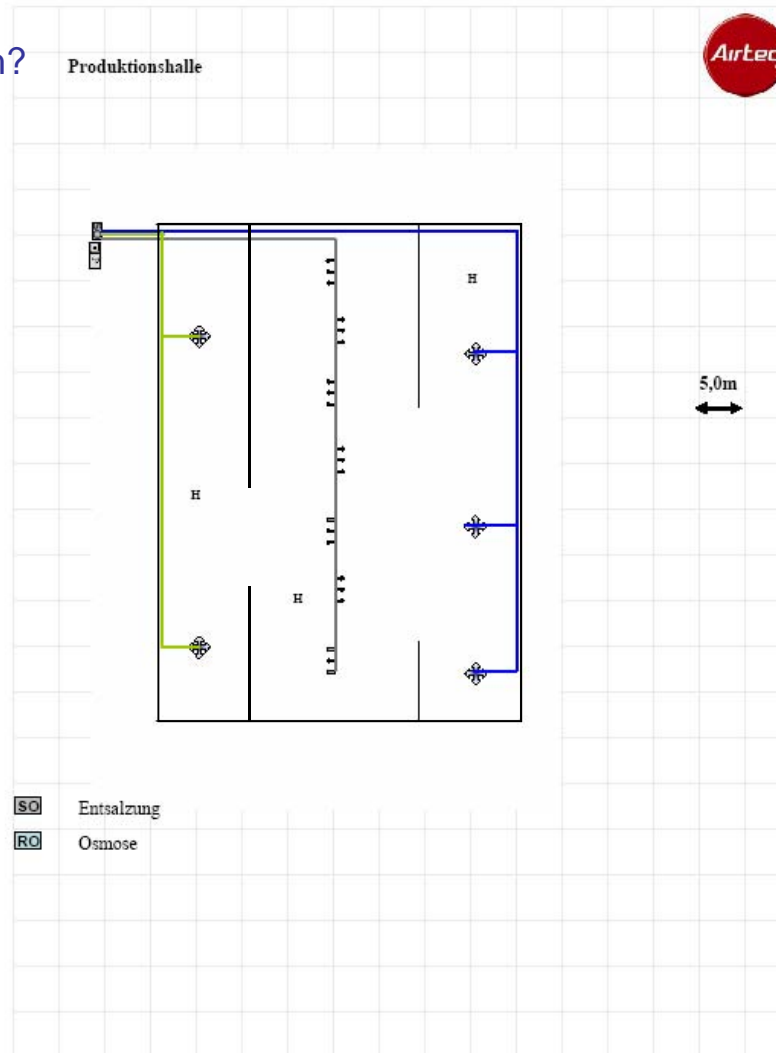 n?
Produktionshalle
Airtec
H
5,0m
H
H
SO Entsalzung
RO Osmose